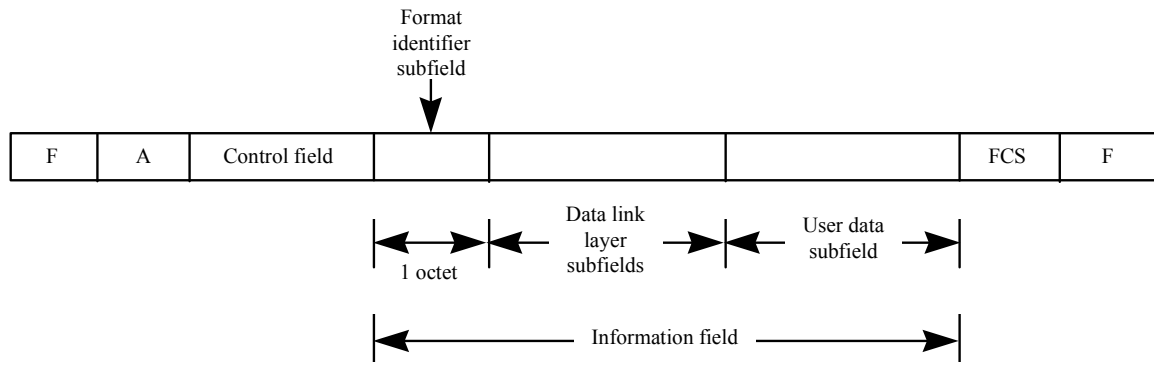 Format
identifier
subfield
F
A
Control field
FCS
F
Data link
layer
subfields
User data
subfield
1 octet
Information field